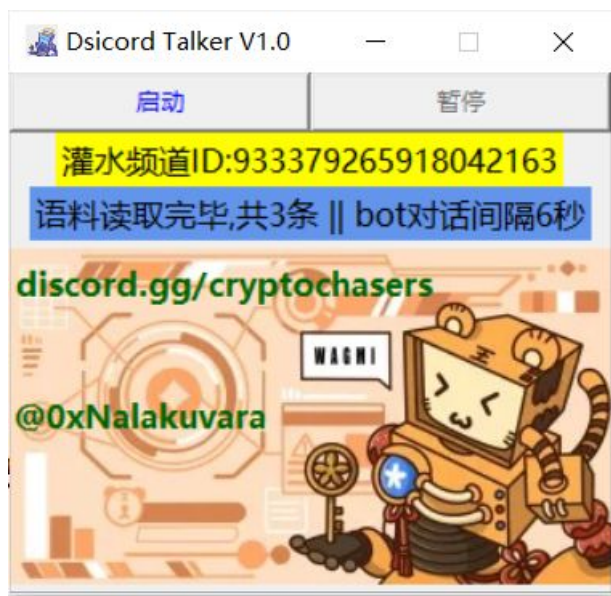 Dsicord Talker V1.0
启动 暂停
灌水频道ID:933379265918042163
语料读取完毕,共3条 || bot对话间隔6秒
discord.gg/cryptochasers
WAGMI
王
@0xNalakuvara